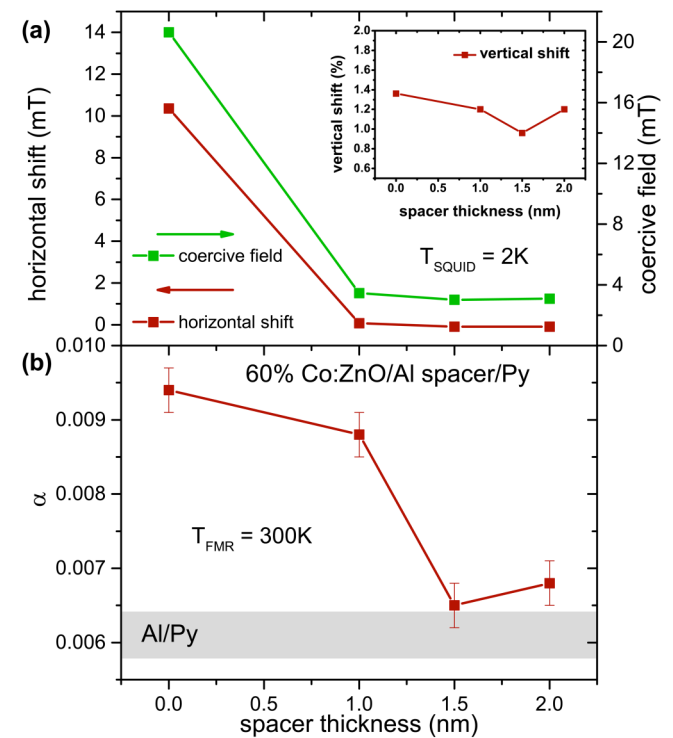 (a)
horizontal shift (mT)
14
12
10
8
6
4
2
0
coercive field
horizontal shift
T_SQUID = 2K
vertical shift (%)
2.0
1.8
1.6
1.4
1.2
1.0
0.8
0.6
vertical shift
0.0 0.5 1.0 1.5 2.0
spacer thickness (nm)
20
16
12
8
4
0
coercive field (mT)
(b)
60% Co:ZnO/Al spacer/Py
α
0.010
0.009
0.008
0.007
0.006
T_FMR = 300K
Al/Py
0.0 0.5 1.0 1.5 2.0
spacer thickness (nm)